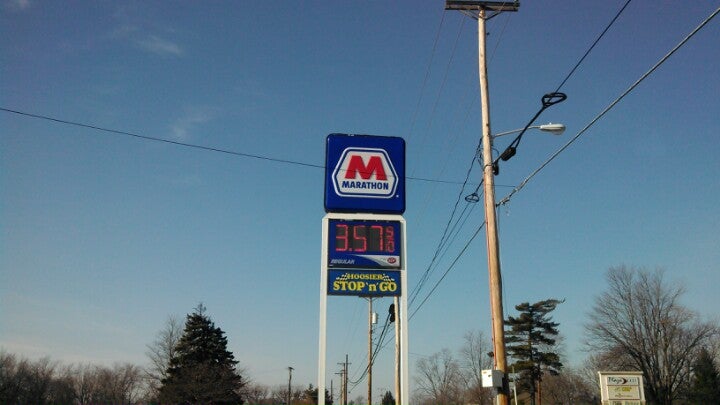 M
MARATHON
3.57 9/10
REGULAR
HOOSIER
STOP 'n' GO